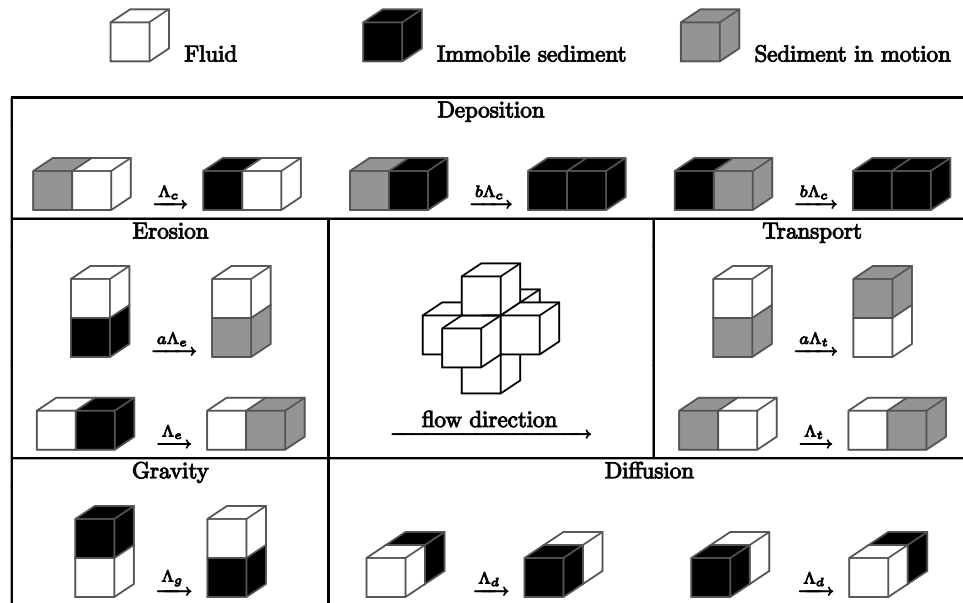 Fluid Immobile sediment Sediment in motion
Deposition
Λc bΛc bΛc
Erosion Transport
aΛe aΛt
flow direction
Λe Λt
Gravity Diffusion
Λg Λd Λd